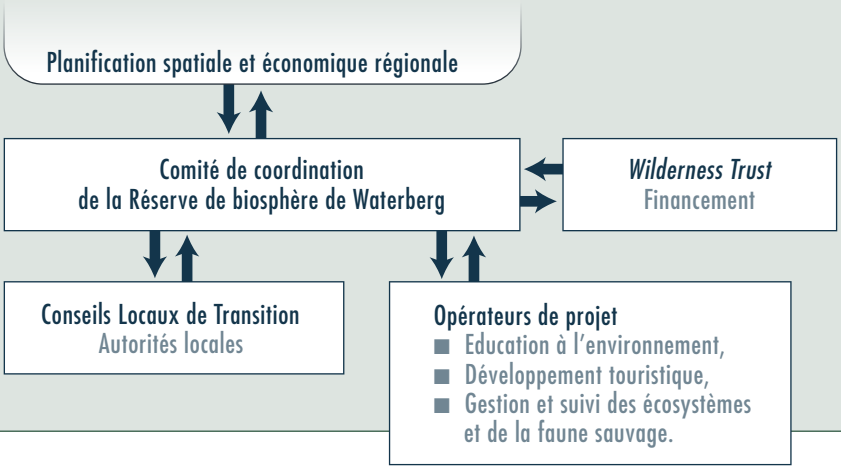 Planification spatiale et économique régionale
Comité de coordination
de la Réserve de biosphère de Waterberg
Wilderness Trust
Financement
Conseils Locaux de Transition
Autorités locales
Opérateurs de projet
■ Education à l’environnement,
■ Développement touristique,
■ Gestion et suivi des écosystèmes
et de la faune sauvage.